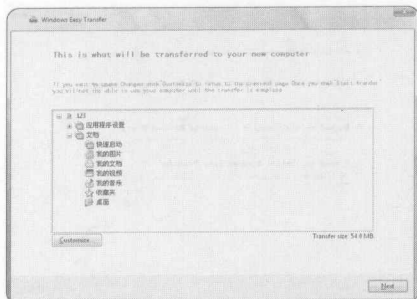 Windows Easy Transfer
This is what will be transferred to your new computer
123
应用程序设置
文档
快速启动
我的图片
我的文档
我的视频
我的音乐
收藏夹
桌面
Transfer size: 54.4 MB
Customize
Next